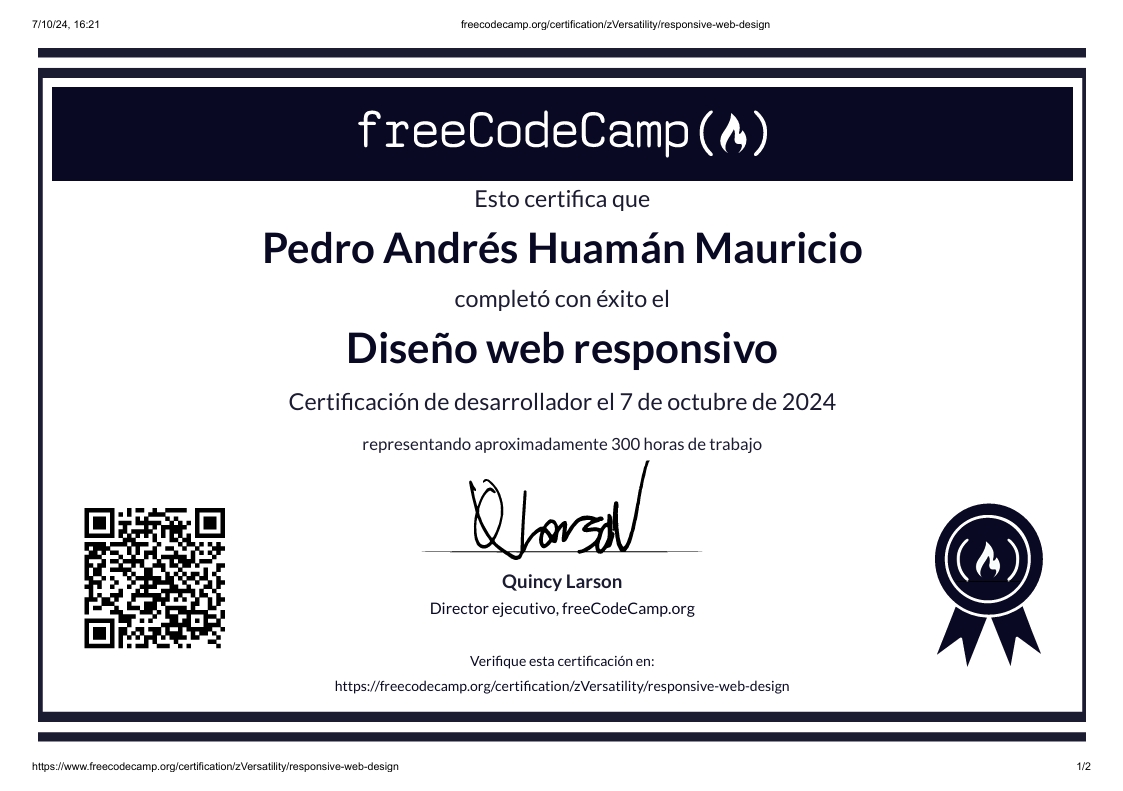 7/10/24, 16:21
freecodecamp.org/certification/zVersatility/responsive-web-design
freeCodeCamp
Esto certifica que
Pedro Andrés Huamán Mauricio
completó con éxito el
Diseño web responsivo
Certificación de desarrollador el 7 de octubre de 2024
representando aproximadamente 300 horas de trabajo
Q Larson
Quincy Larson
Director ejecutivo, freeCodeCamp.org
Verifique esta certificación en:
https://freecodecamp.org/certification/zVersatility/responsive-web-design
https://www.freecodecamp.org/certification/zVersatility/responsive-web-design
1/2